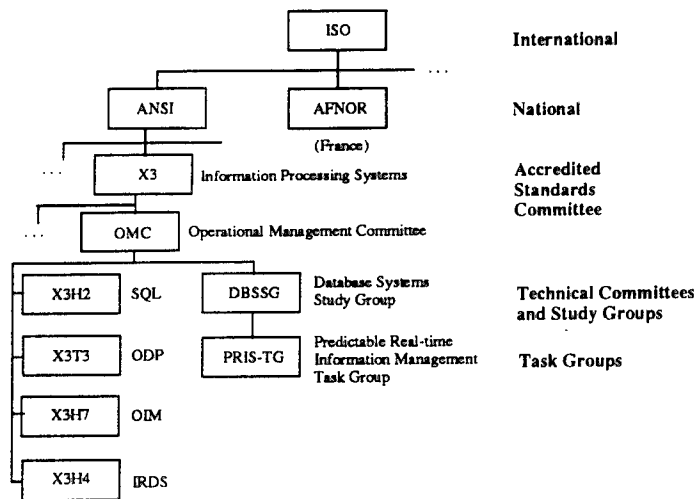 ISO
International
...
ANSI
AFNOR
National
(France)
...
X3
Information Processing Systems
Accredited
Standards
Committee
...
OMC
Operational Management Committee
X3H2
SQL
DBSSG
Database Systems
Study Group
Technical Committees
and Study Groups
X3T3
ODP
PRIS-TG
Predictable Real-time
Information Management
Task Group
Task Groups
X3H7
OIM
X3H4
IRDS